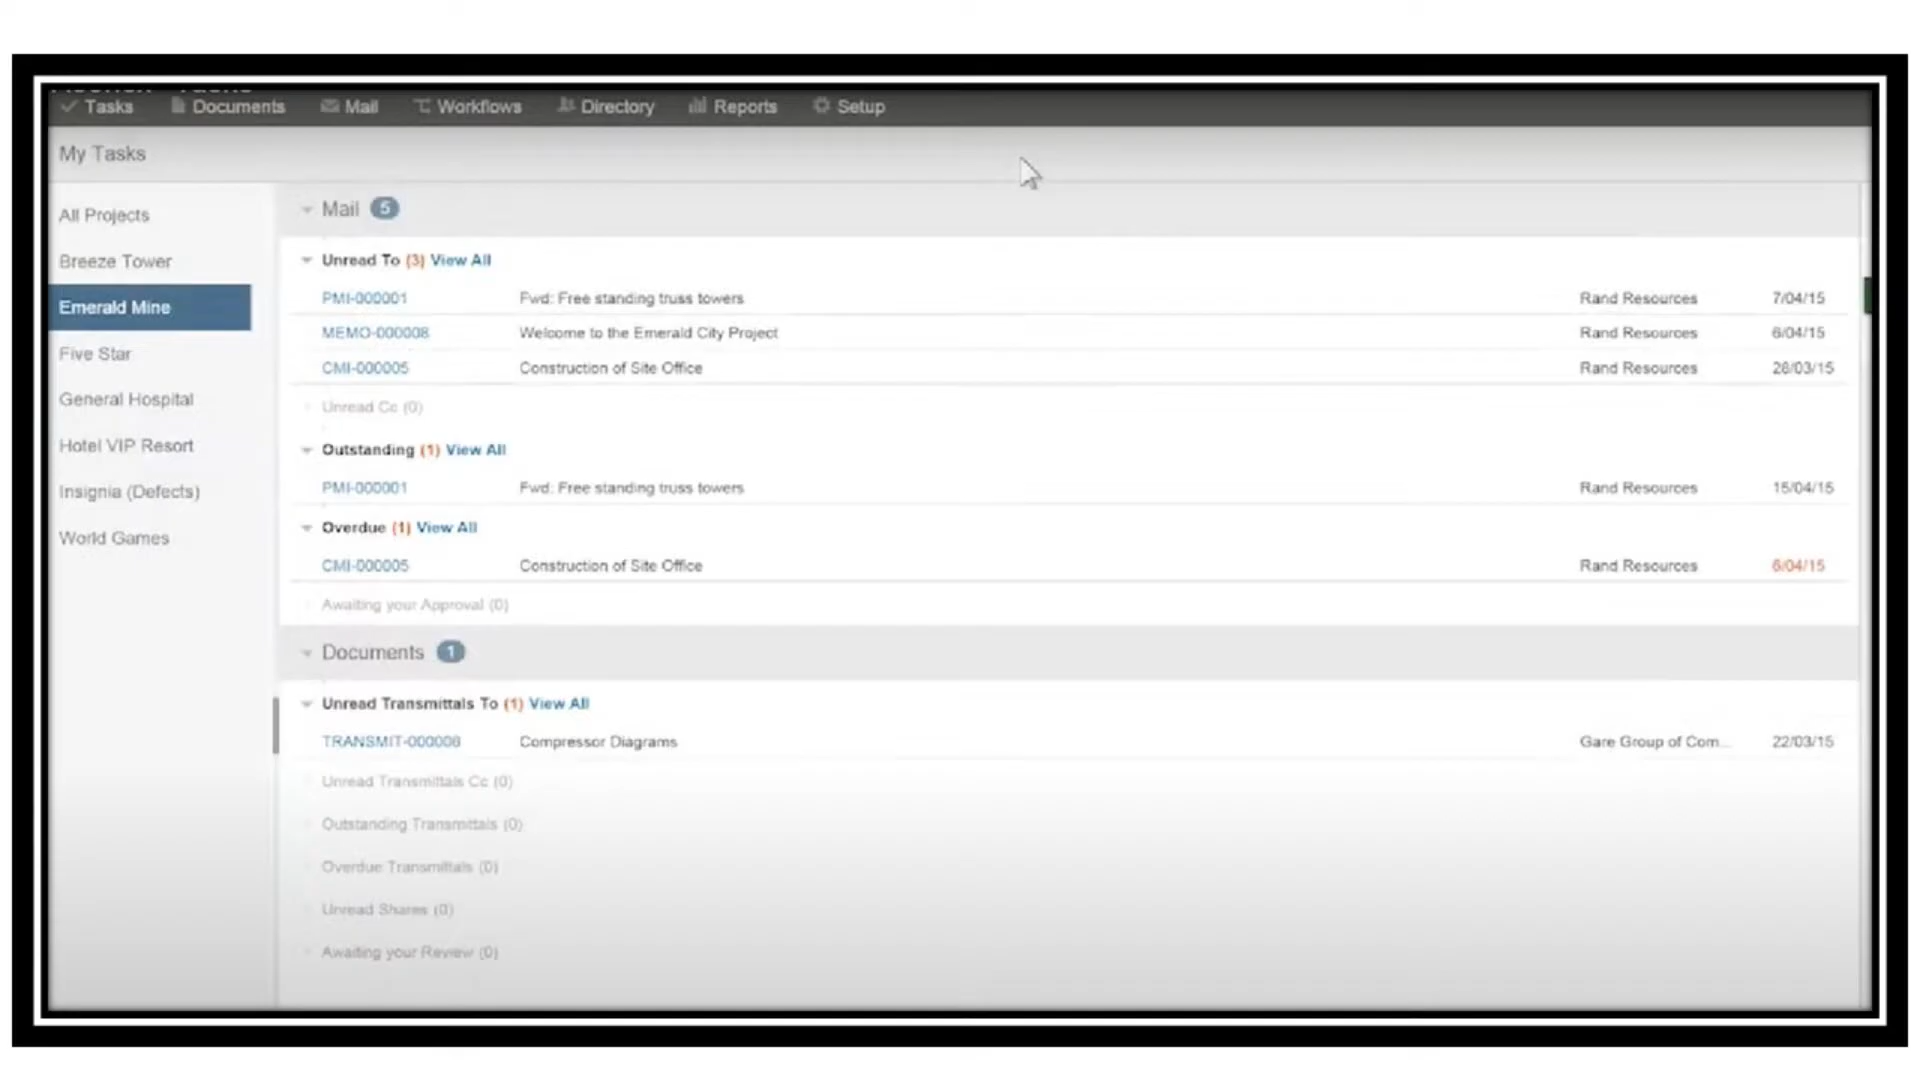 Tasks Documents Mail Workflows Directory Reports Setup
My Tasks
All Projects
Breeze Tower
Emerald Mine
Five Star
General Hospital
Hotel VIP Resort
Insignia (Defects)
World Games
Mail 5
Unread To (3) View All
PMI-000001 Fwd: Free standing truss towers Rand Resources 7/04/15
MEMO-000008 Welcome to the Emerald City Project Rand Resources 6/04/15
CMI-000005 Construction of Site Office Rand Resources 28/03/15
Unread Cc (0)
Outstanding (1) View All
PMI-000001 Fwd: Free standing truss towers Rand Resources 15/04/15
Overdue (1) View All
CMI-000005 Construction of Site Office Rand Resources 6/04/15
Awaiting your Approval (0)
Documents 1
Unread Transmittals To (1) View All
TRANSMIT-000008 Compressor Diagrams Gare Group of Com... 22/03/15
Unread Transmittals Cc (0)
Outstanding Transmittals (0)
Overdue Transmittals (0)
Unread Shares (0)
Awaiting your Review (0)